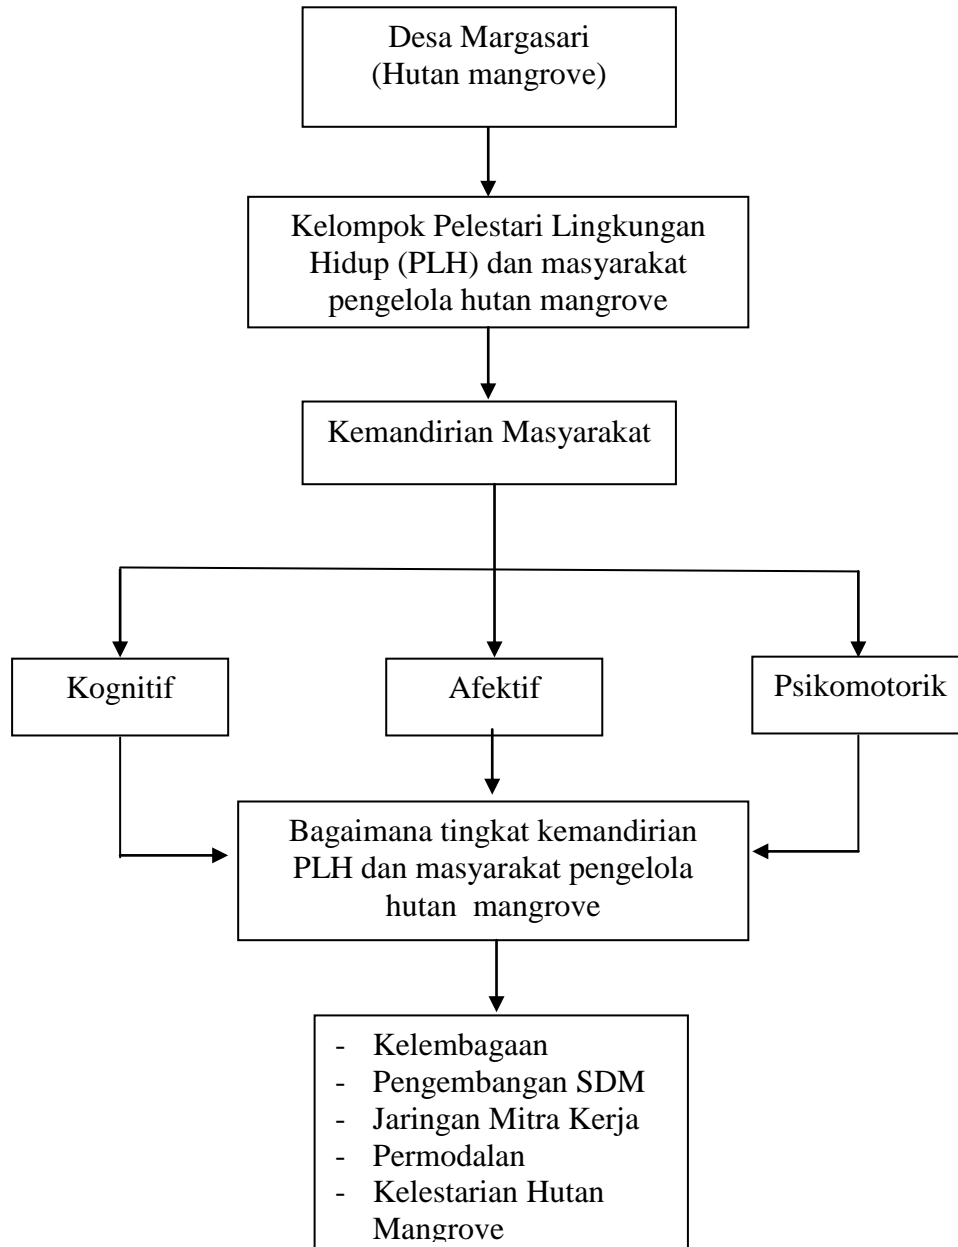 Desa Margasari
(Hutan mangrove)
Kelompok Pelestari Lingkungan
Hidup (PLH) dan masyarakat
pengelola hutan mangrove
Kemandirian Masyarakat
Kognitif
Afektif
Psikomotorik
Bagaimana tingkat kemandirian
PLH dan masyarakat pengelola
hutan mangrove
- Kelembagaan
- Pengembangan SDM
- Jaringan Mitra Kerja
- Permodalan
- Kelestarian Hutan
Mangrove